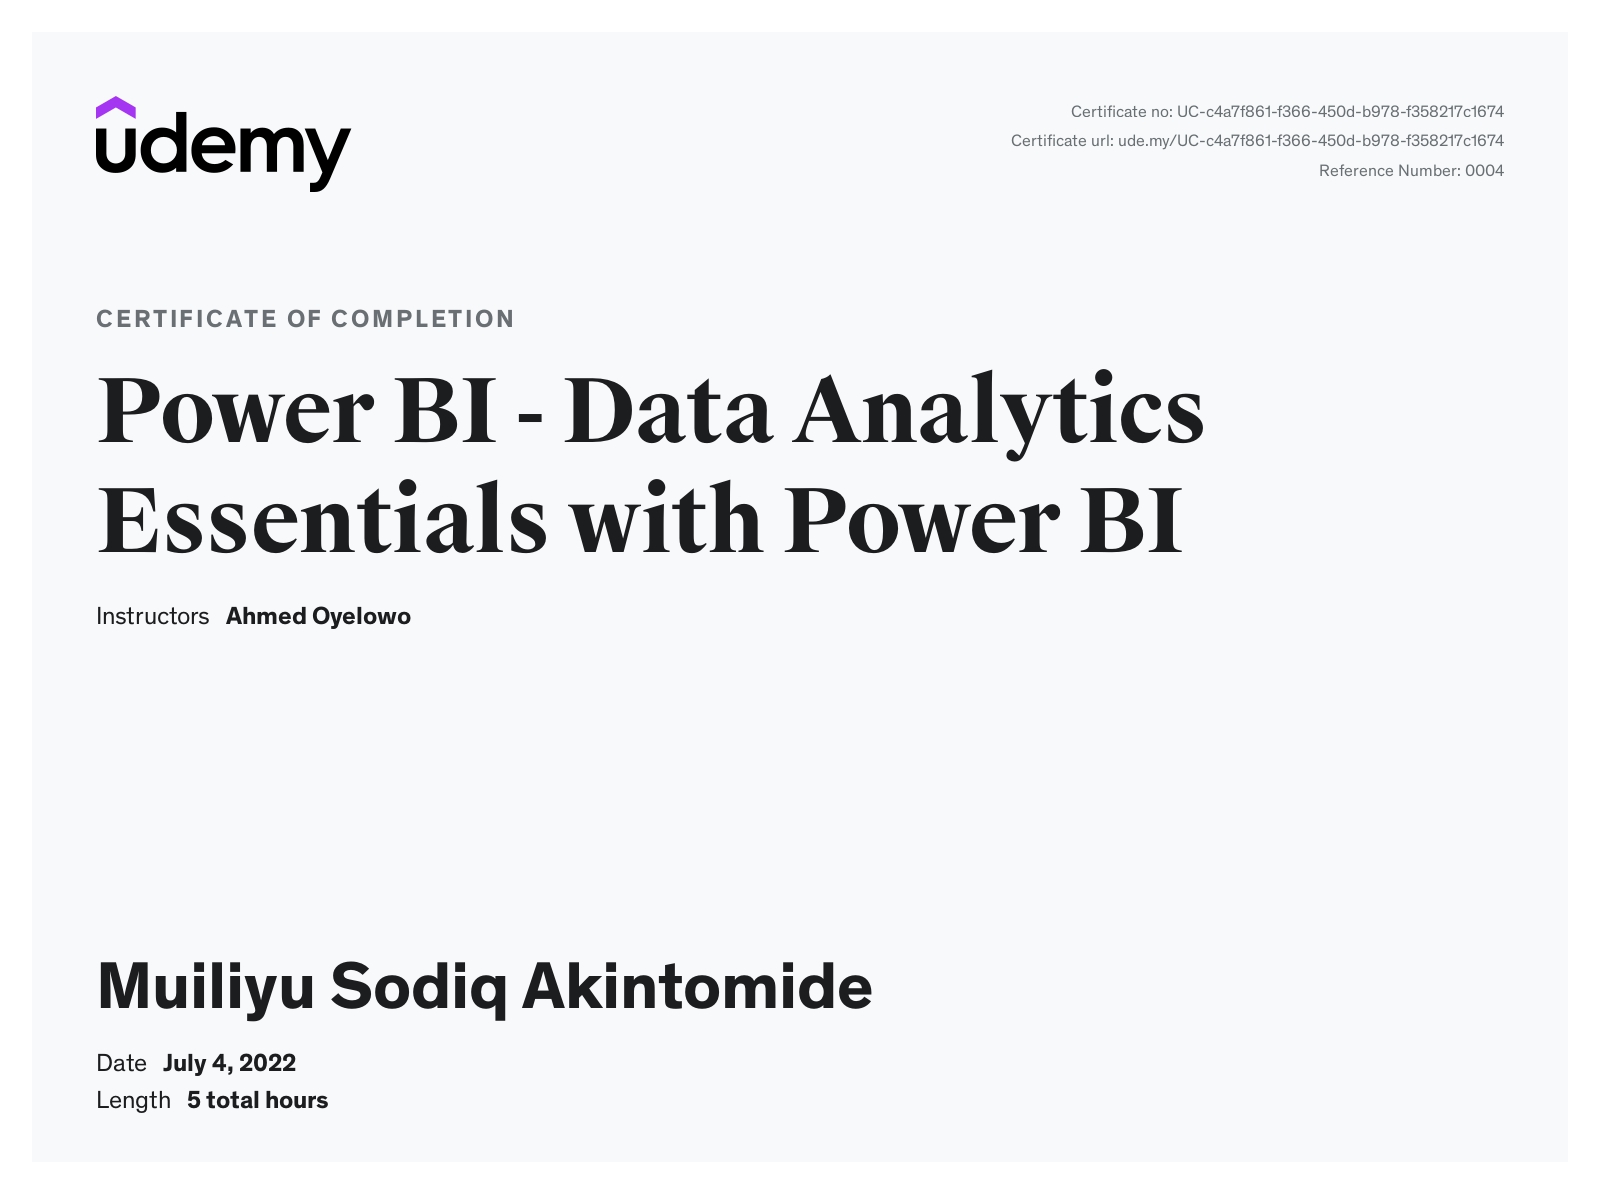 udemy
Certificate no: UC-c4a7f861-f366-450d-b978-f358217c1674
Certificate url: ude.my/UC-c4a7f861-f366-450d-b978-f358217c1674
Reference Number: 0004
CERTIFICATE OF COMPLETION
Power BI - Data Analytics
Essentials with Power BI
Instructors Ahmed Oyelowo
Muiliyu Sodiq Akintomide
Date July 4, 2022
Length 5 total hours